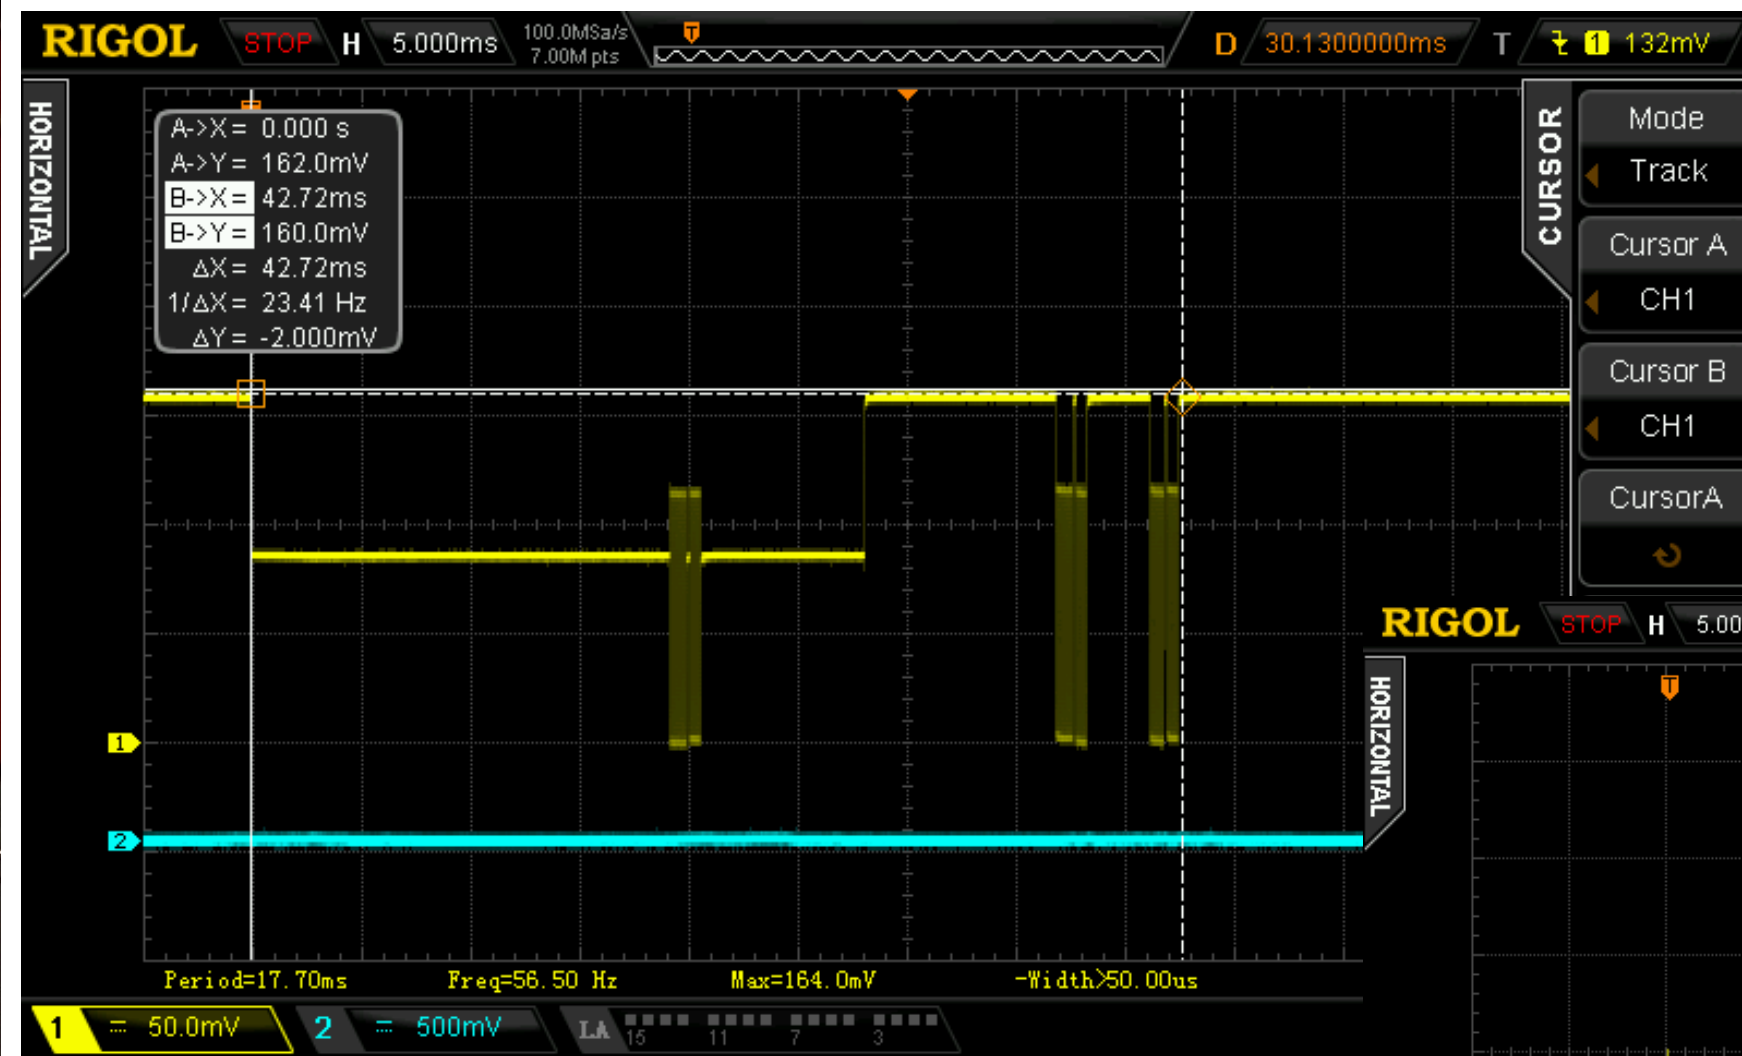 RIGOL STOP H 5.000ms 100.0MSa/s 7.00M pts T D 30.1300000ms T 1 132mV
HORIZONTAL
A->X= 0.000 s
A->Y= 162.0mV
B->X= 42.72ms
B->Y= 160.0mV
△X= 42.72ms
1/△X= 23.41 Hz
△Y= -2.000mV
CURSOR
Mode
Track
Cursor A
CH1
Cursor B
CH1
CursorA
1
2
Period=17.70ms Freq=56.50 Hz Max=164.0mV -Width>50.00us
1 = 50.0mV 2 = 500mV LA 15 11 7 3
RIGOL STOP H 5.00
HORIZONTAL
T